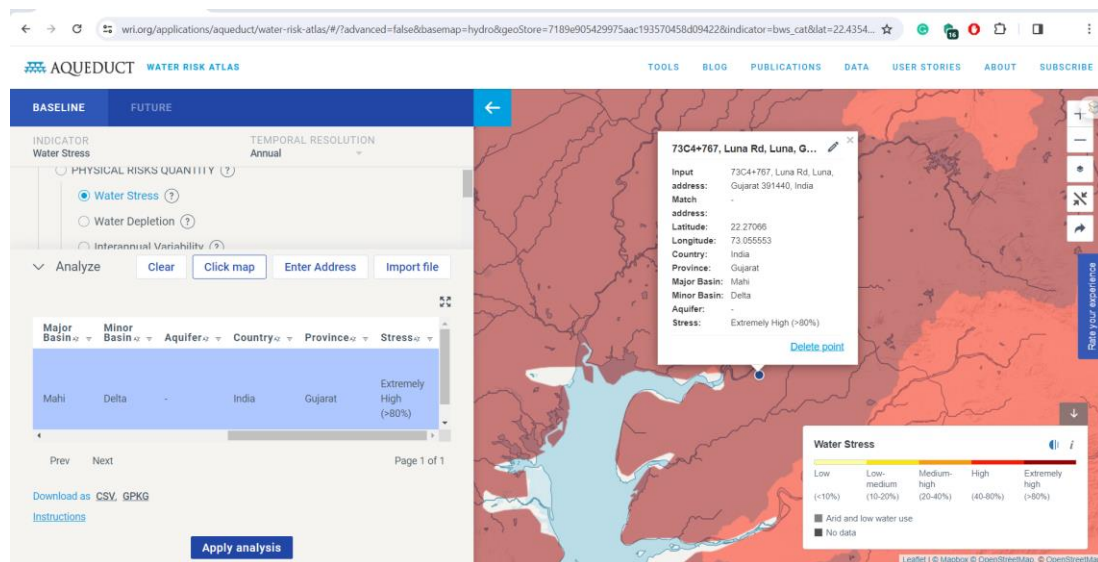 wri.org/applications/aqueduct/water-risk-atlas/#/?advanced=false&basemap=hydro&geoStore=7189e905429975aac193570458d09422&indicator=bws_cat&lat=22.4354...
16
AQUEDUCT WATER RISK ATLAS
TOOLS BLOG PUBLICATIONS DATA USER STORIES ABOUT SUBSCRIBE
BASELINE FUTURE
INDICATOR TEMPORAL RESOLUTION
Water Stress Annual
PHYSICAL RISKS QUANTITY ?
Water Stress ?
Water Depletion ?
Interannual Variability ?
Analyze Clear Click map Enter Address Import file
Major Basin Minor Basin Aquifer Country Province Stress
Mahi Delta - India Gujarat Extremely High (>80%)
Prev Next Page 1 of 1
Download as CSV, GPKG
Instructions
Apply analysis
73C4+767, Luna Rd, Luna, G...
Input address: 73C4+767, Luna Rd, Luna, Gujarat 391440, India
Match address: -
Latitude: 22.27066
Longitude: 73.055553
Country: India
Province: Gujarat
Major Basin: Mahi
Minor Basin: Delta
Aquifer: -
Stress: Extremely High (>80%)
Delete point
Rate your experience
Water Stress i
Low Low-medium Medium-high High Extremely high
(<10%) (10-20%) (20-40%) (40-80%) (>80%)
Arid and low water use
No data
Leaflet | © Mapbox © OpenStreetMap, © OpenStreetMap